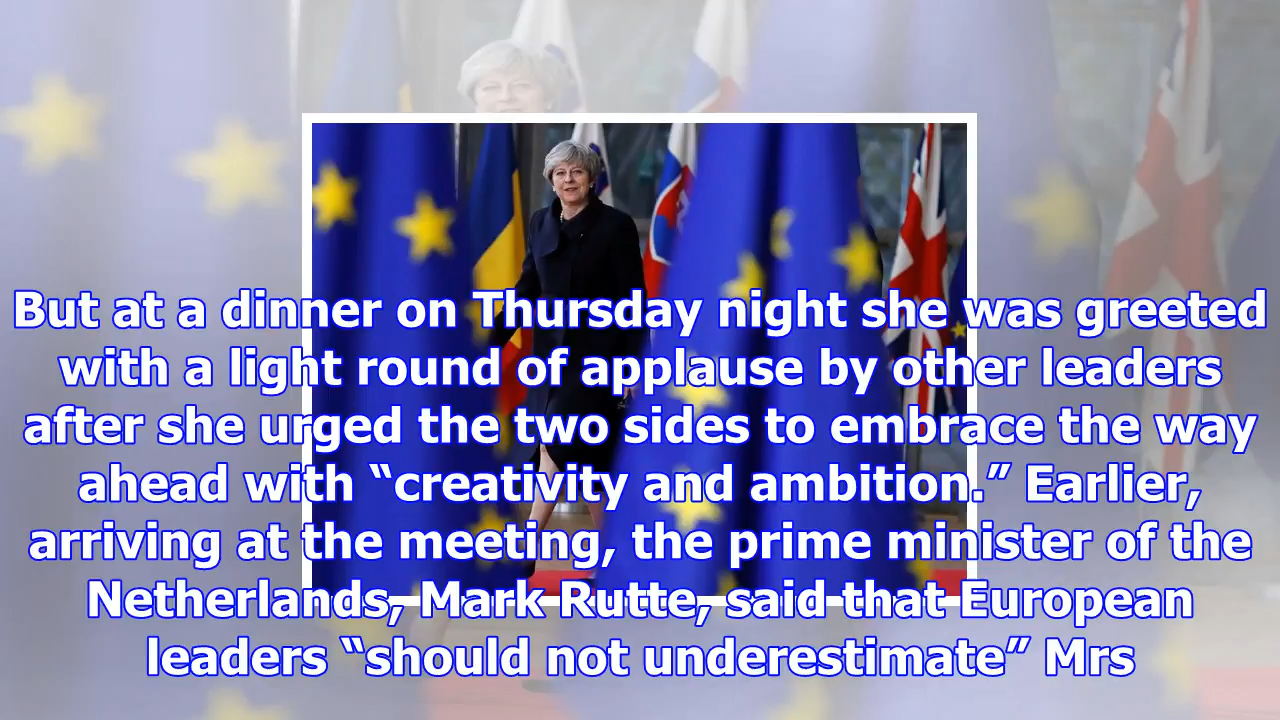 But at a dinner on Thursday night she was greeted
with a light round of applause by other leaders
after she urged the two sides to embrace the way
ahead with “creativity and ambition.” Earlier,
arriving at the meeting, the prime minister of the
Netherlands, Mark Rutte, said that European
leaders “should not underestimate” Mrs